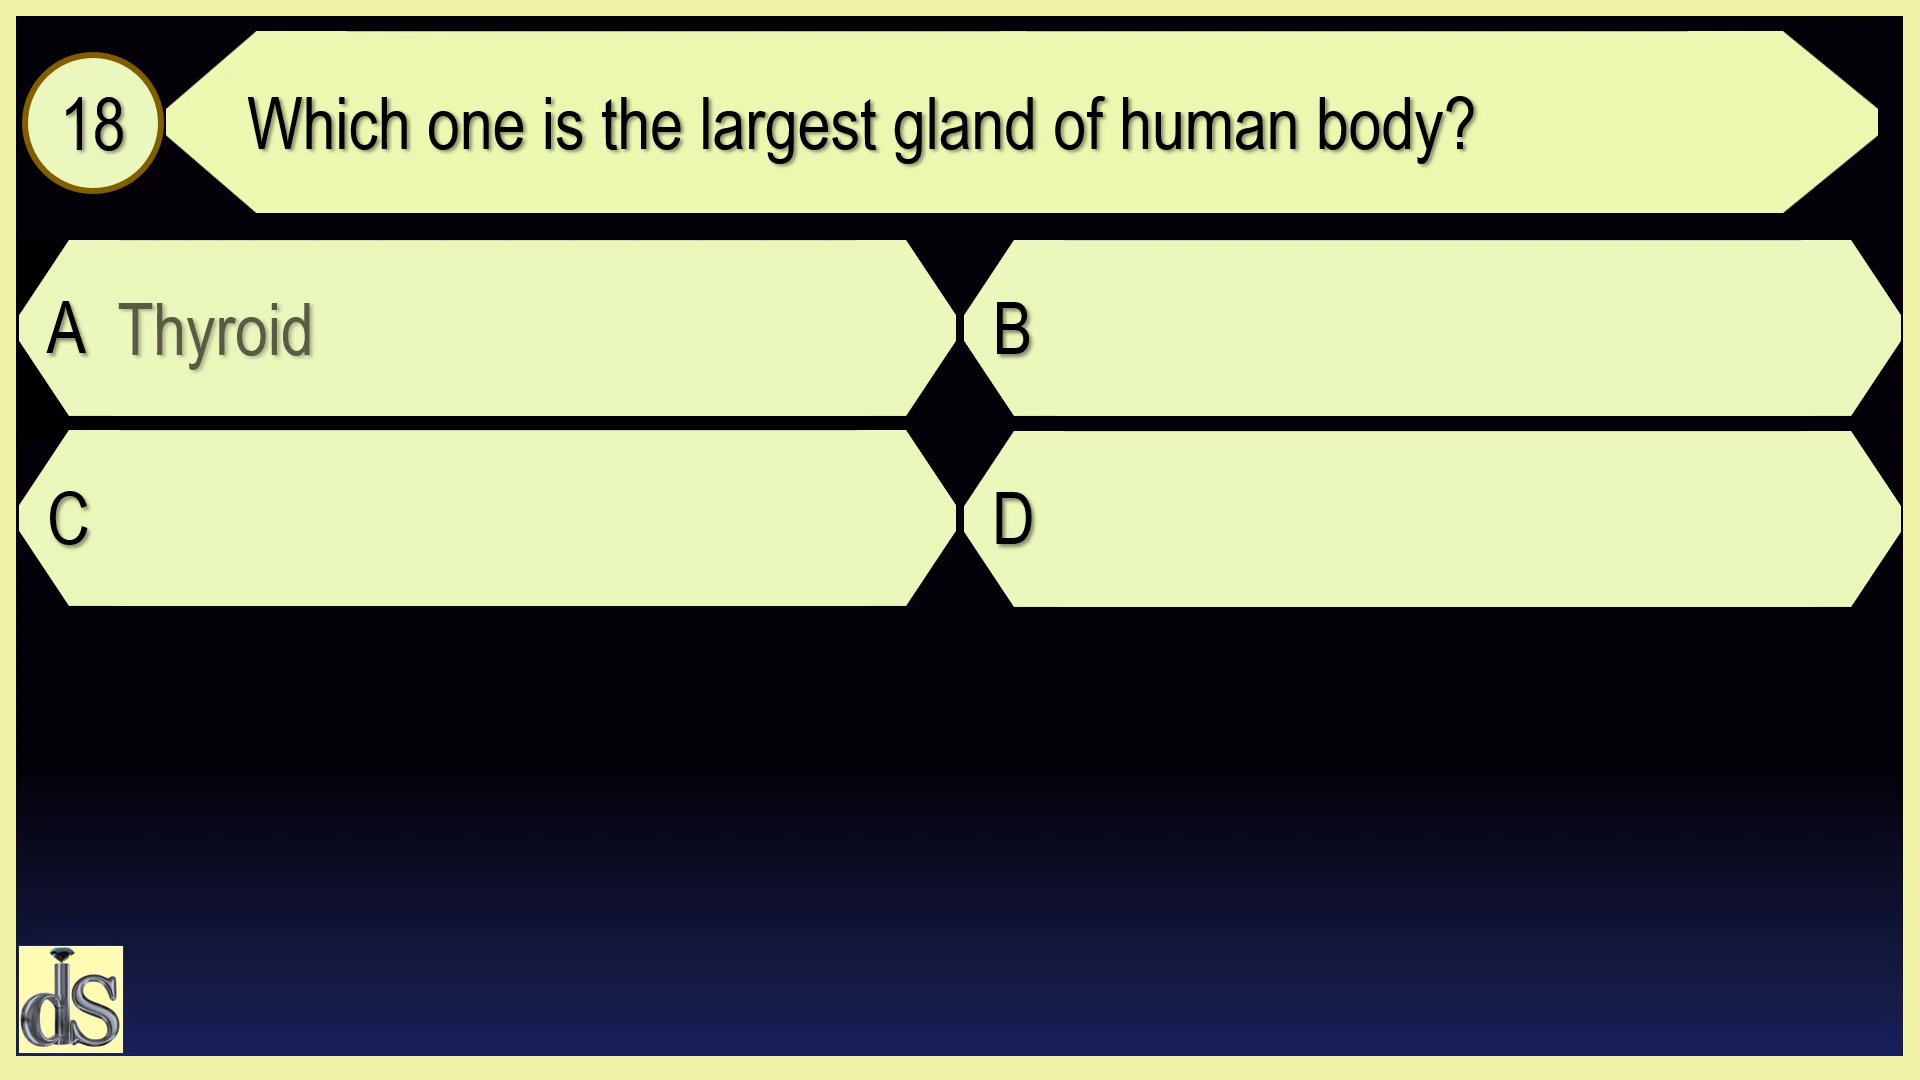 18
Which one is the largest gland of human body?
A Thyroid
B
C
D
ds